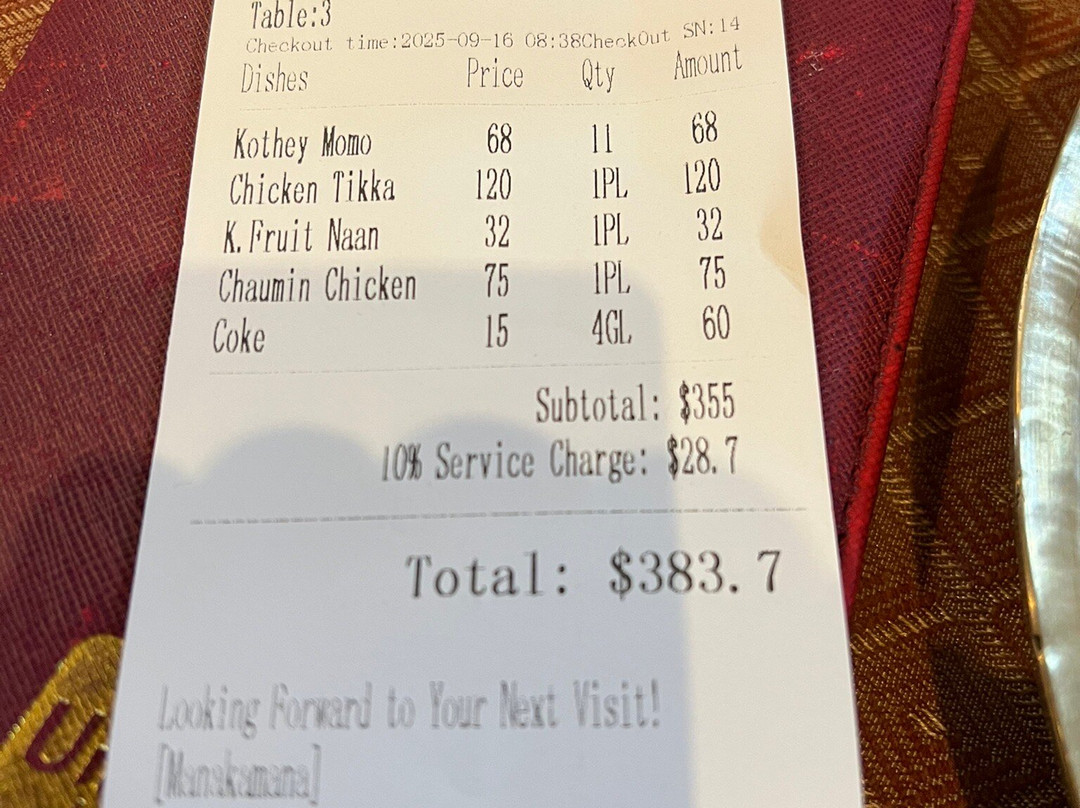 Table:3
Checkout time:2025-09-16 08:38CheckOut SN:14
Dishes Price Qty Amount
Kothey Momo 68 11 68
Chicken Tikka 120 1PL 120
K.Fruit Naan 32 1PL 32
Chaumin Chicken 75 1PL 75
Coke 15 4GL 60
Subtotal: $355
10% Service Charge: $28.7
Total: $383.7
Looking Forward to Your Next Visit!
[Manakamana]